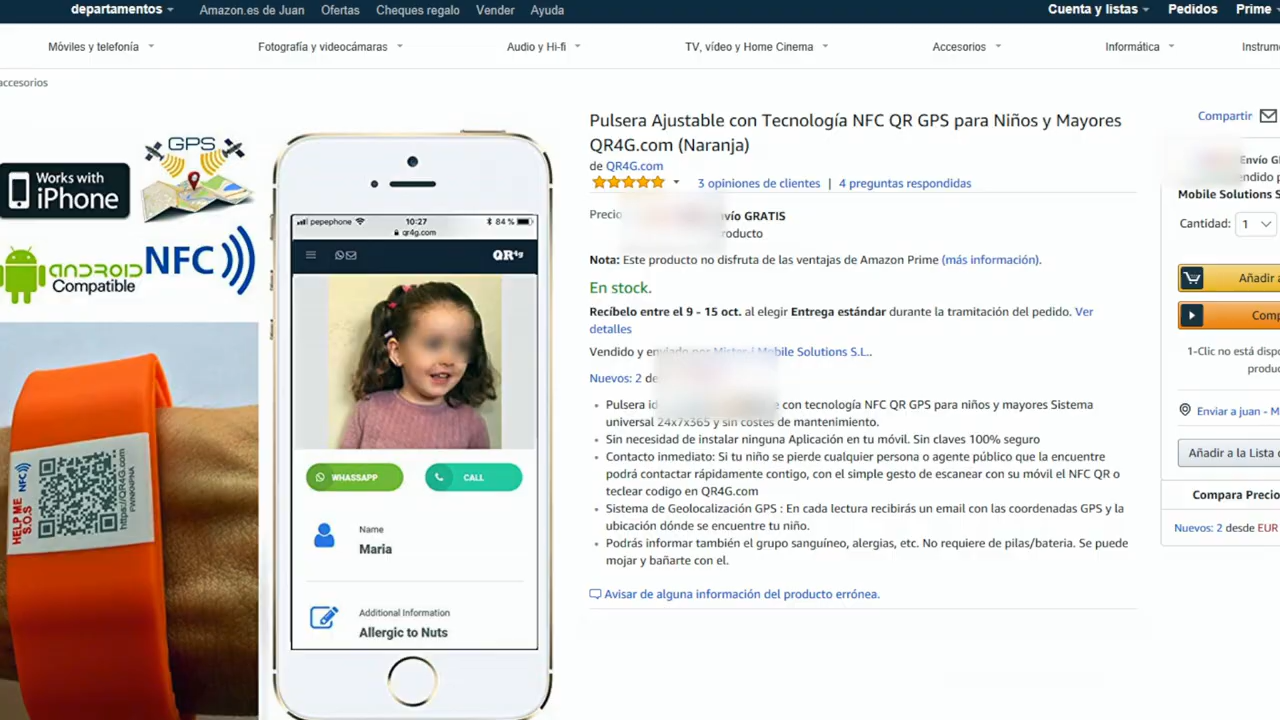 departamentos
Amazon.es de Juan Ofertas Cheques regalo Vender Ayuda
Cuenta y listas Pedidos Prime
Móviles y telefonía Fotografía y videocámaras Audio y Hi-fi TV, vídeo y Home Cinema Accesorios Informática Instrum
accesorios
GPS
Works with
iPhone
ANDROID
Compatible
NFC
HELP ME
S.O.S
NFC
https://QR4G.com
pepephone 10:27 84 %
qr4g.com
QR4g
WHASSAPP CALL
Name
Maria
Additional Information
Allergic to Nuts
Pulsera Ajustable con Tecnología NFC QR GPS para Niños y Mayores
QR4G.com (Naranja)
de QR4G.com
3 opiniones de clientes | 4 preguntas respondidas
Precio vío GRATIS
roducto
Nota: Este producto no disfruta de las ventajas de Amazon Prime (más información).
En stock.
Recíbelo entre el 9 - 15 oct. al elegir Entrega estándar durante la tramitación del pedido. Ver
detalles
Vendido y enviado por Mister i Mobile Solutions S.L..
Nuevos: 2 de
Pulsera id e con tecnología NFC QR GPS para niños y mayores Sistema
universal 24x7x365 y sin costes de mantenimiento.
Sin necesidad de instalar ninguna Aplicación en tu móvil. Sin claves 100% seguro
Contacto inmediato: Si tu niño se pierde cualquier persona o agente público que la encuentre
podrá contactar rápidamente contigo, con el simple gesto de escanear con su móvil el NFC QR o
teclear codigo en QR4G.com
Sistema de Geolocalización GPS : En cada lectura recibirás un email con las coordenadas GPS y la
ubicación dónde se encuentre tu niño.
Podrás informar también el grupo sanguíneo, alergias, etc. No requiere de pilas/bateria. Se puede
mojar y bañarte con el.
Avisar de alguna información del producto errónea.
Compartir
Envío G
endido p
Mobile Solutions S
Cantidad: 1
Añadir a
Comp
1-Clic no está disp
produc
Enviar a juan - M
Añadir a la Lista d
Compara Precio
Nuevos: 2 desde EUR